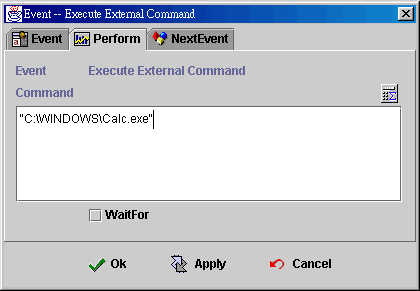 Event -- Execute External Command
Event Perform NextEvent
Event Execute External Command
Command
"C:\WINDOWS\Calc.exe"
WaitFor
Ok Apply Cancel